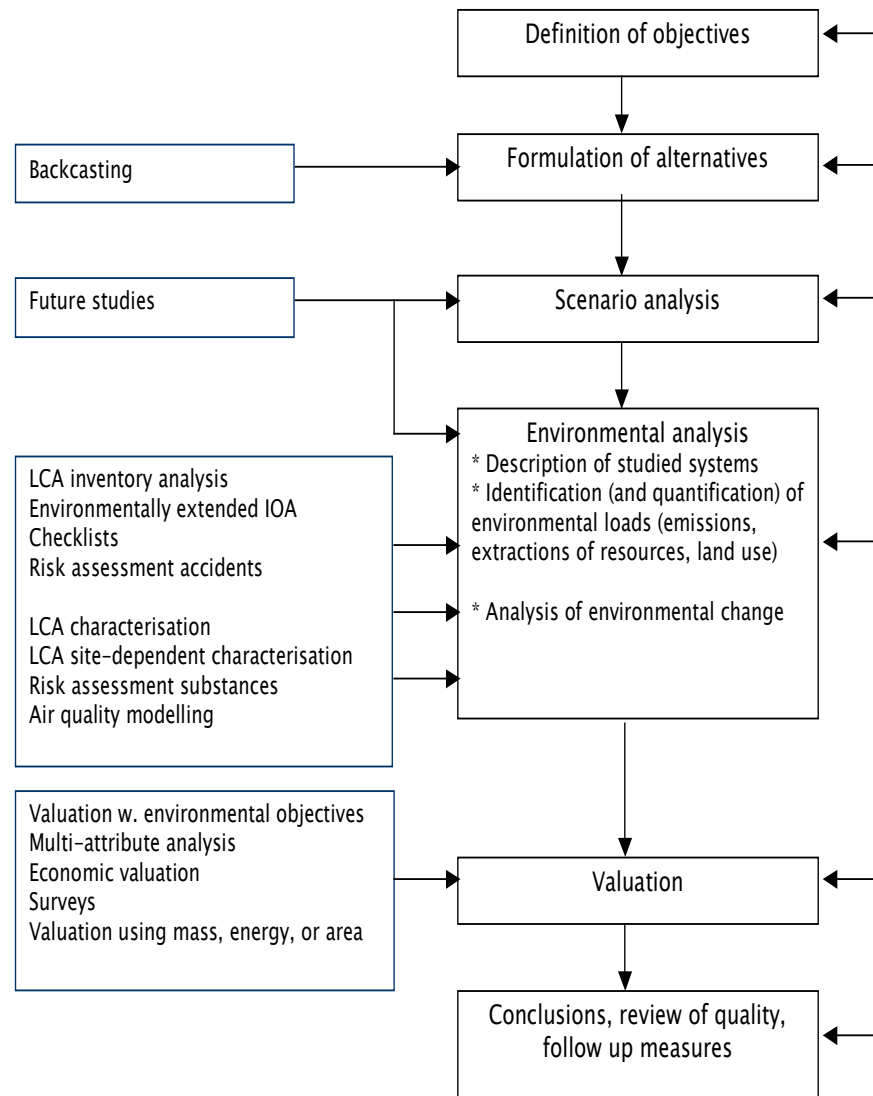 Definition of objectives
Backcasting
Formulation of alternatives
Future studies
Scenario analysis
Environmental analysis
* Description of studied systems
* Identification (and quantification) of
environmental loads (emissions,
extractions of resources, land use)
* Analysis of environmental change
LCA inventory analysis
Environmentally extended IOA
Checklists
Risk assessment accidents
LCA characterisation
LCA site-dependent characterisation
Risk assessment substances
Air quality modelling
Valuation w. environmental objectives
Multi-attribute analysis
Economic valuation
Surveys
Valuation using mass, energy, or area
Valuation
Conclusions, review of quality,
follow up measures